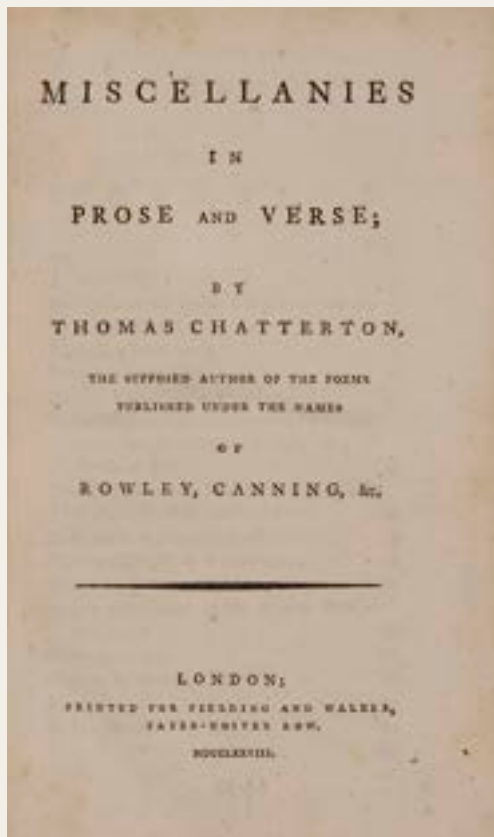 MISCELLANIES
IN
PROSE AND VERSE;
BY
THOMAS CHATTERTON,
THE SUPPOSED AUTHOR OF THE POEMS
PUBLISHED UNDER THE NAMES
OF
ROWLEY, CANNING, &c.
LONDON;
PRINTED FOR FIELDING AND WALKER,
PATER-NOSTER ROW.
MDCCLXXVIII.